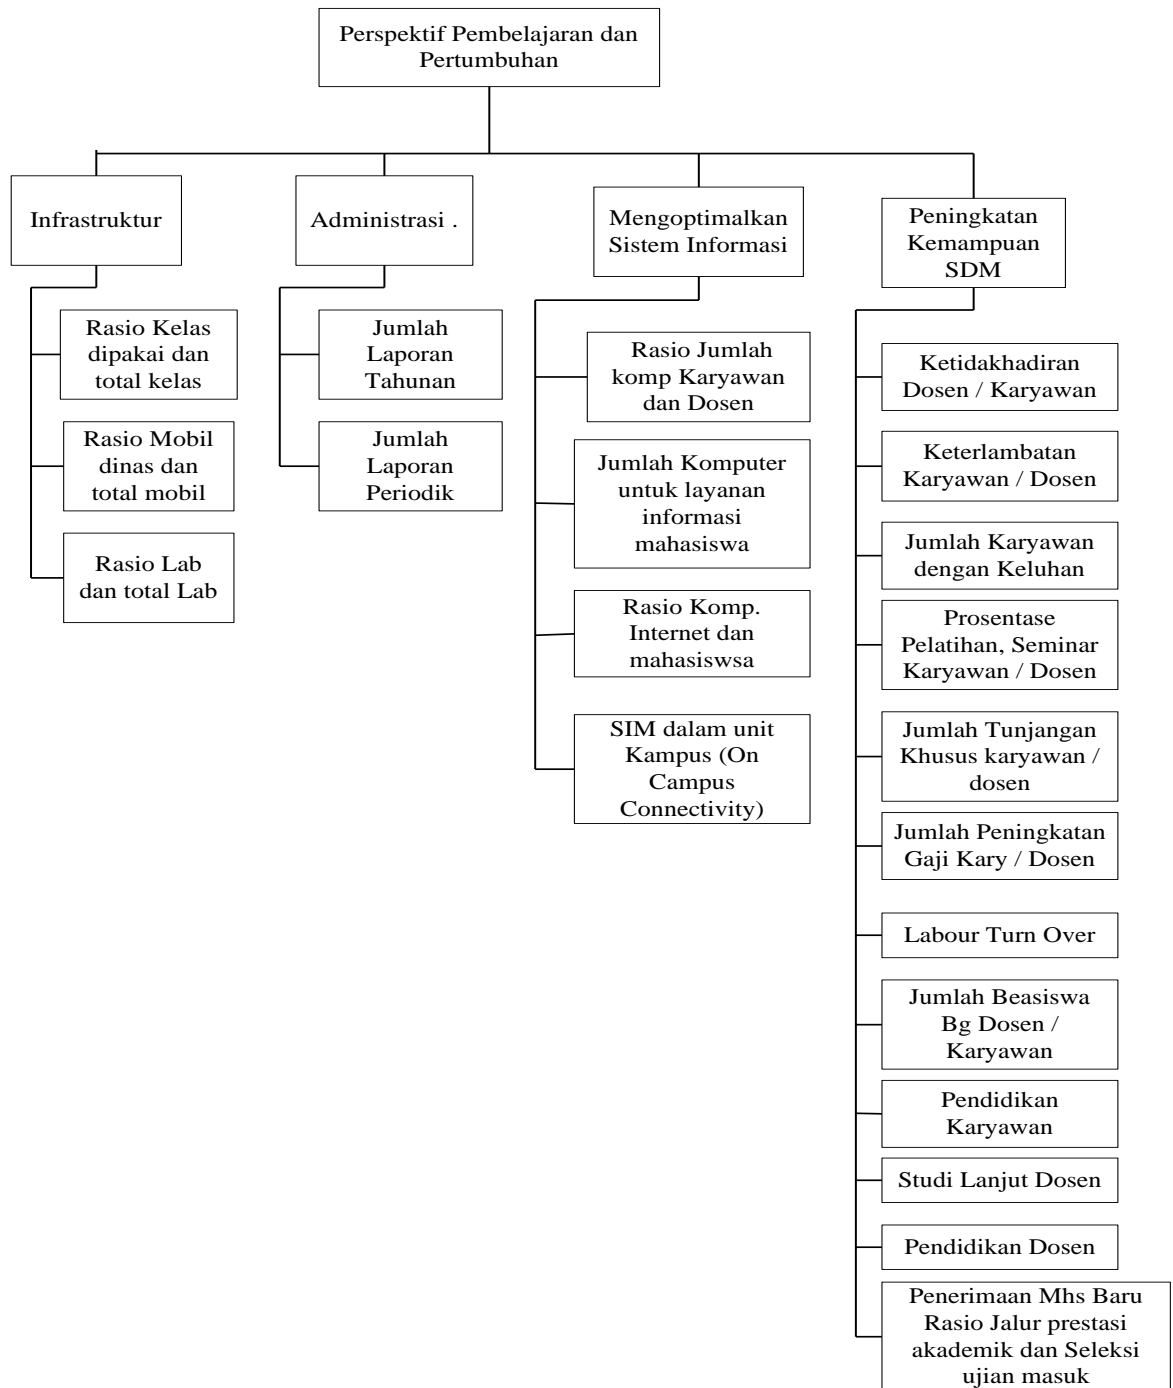 Perspektif Pembelajaran dan
Pertumbuhan
Infrastruktur
Rasio Kelas
dipakai dan
total kelas
Rasio Mobil
dinas dan
total mobil
Rasio Lab
dan total Lab
Administrasi .
Jumlah
Laporan
Tahunan
Jumlah
Laporan
Periodik
Mengoptimalkan
Sistem Informasi
Rasio Jumlah
komp Karyawan
dan Dosen
Jumlah Komputer
untuk layanan
informasi
mahasiswa
Rasio Komp.
Internet dan
mahasiswsa
SIM dalam unit
Kampus (On
Campus
Connectivity)
Peningkatan
Kemampuan
SDM
Ketidakhadiran
Dosen / Karyawan
Keterlambatan
Karyawan / Dosen
Jumlah Karyawan
dengan Keluhan
Prosentase
Pelatihan, Seminar
Karyawan / Dosen
Jumlah Tunjangan
Khusus karyawan /
dosen
Jumlah Peningkatan
Gaji Kary / Dosen
Labour Turn Over
Jumlah Beasiswa
Bg Dosen /
Karyawan
Pendidikan
Karyawan
Studi Lanjut Dosen
Pendidikan Dosen
Penerimaan Mhs Baru
Rasio Jalur prestasi
akademik dan Seleksi
ujian masuk